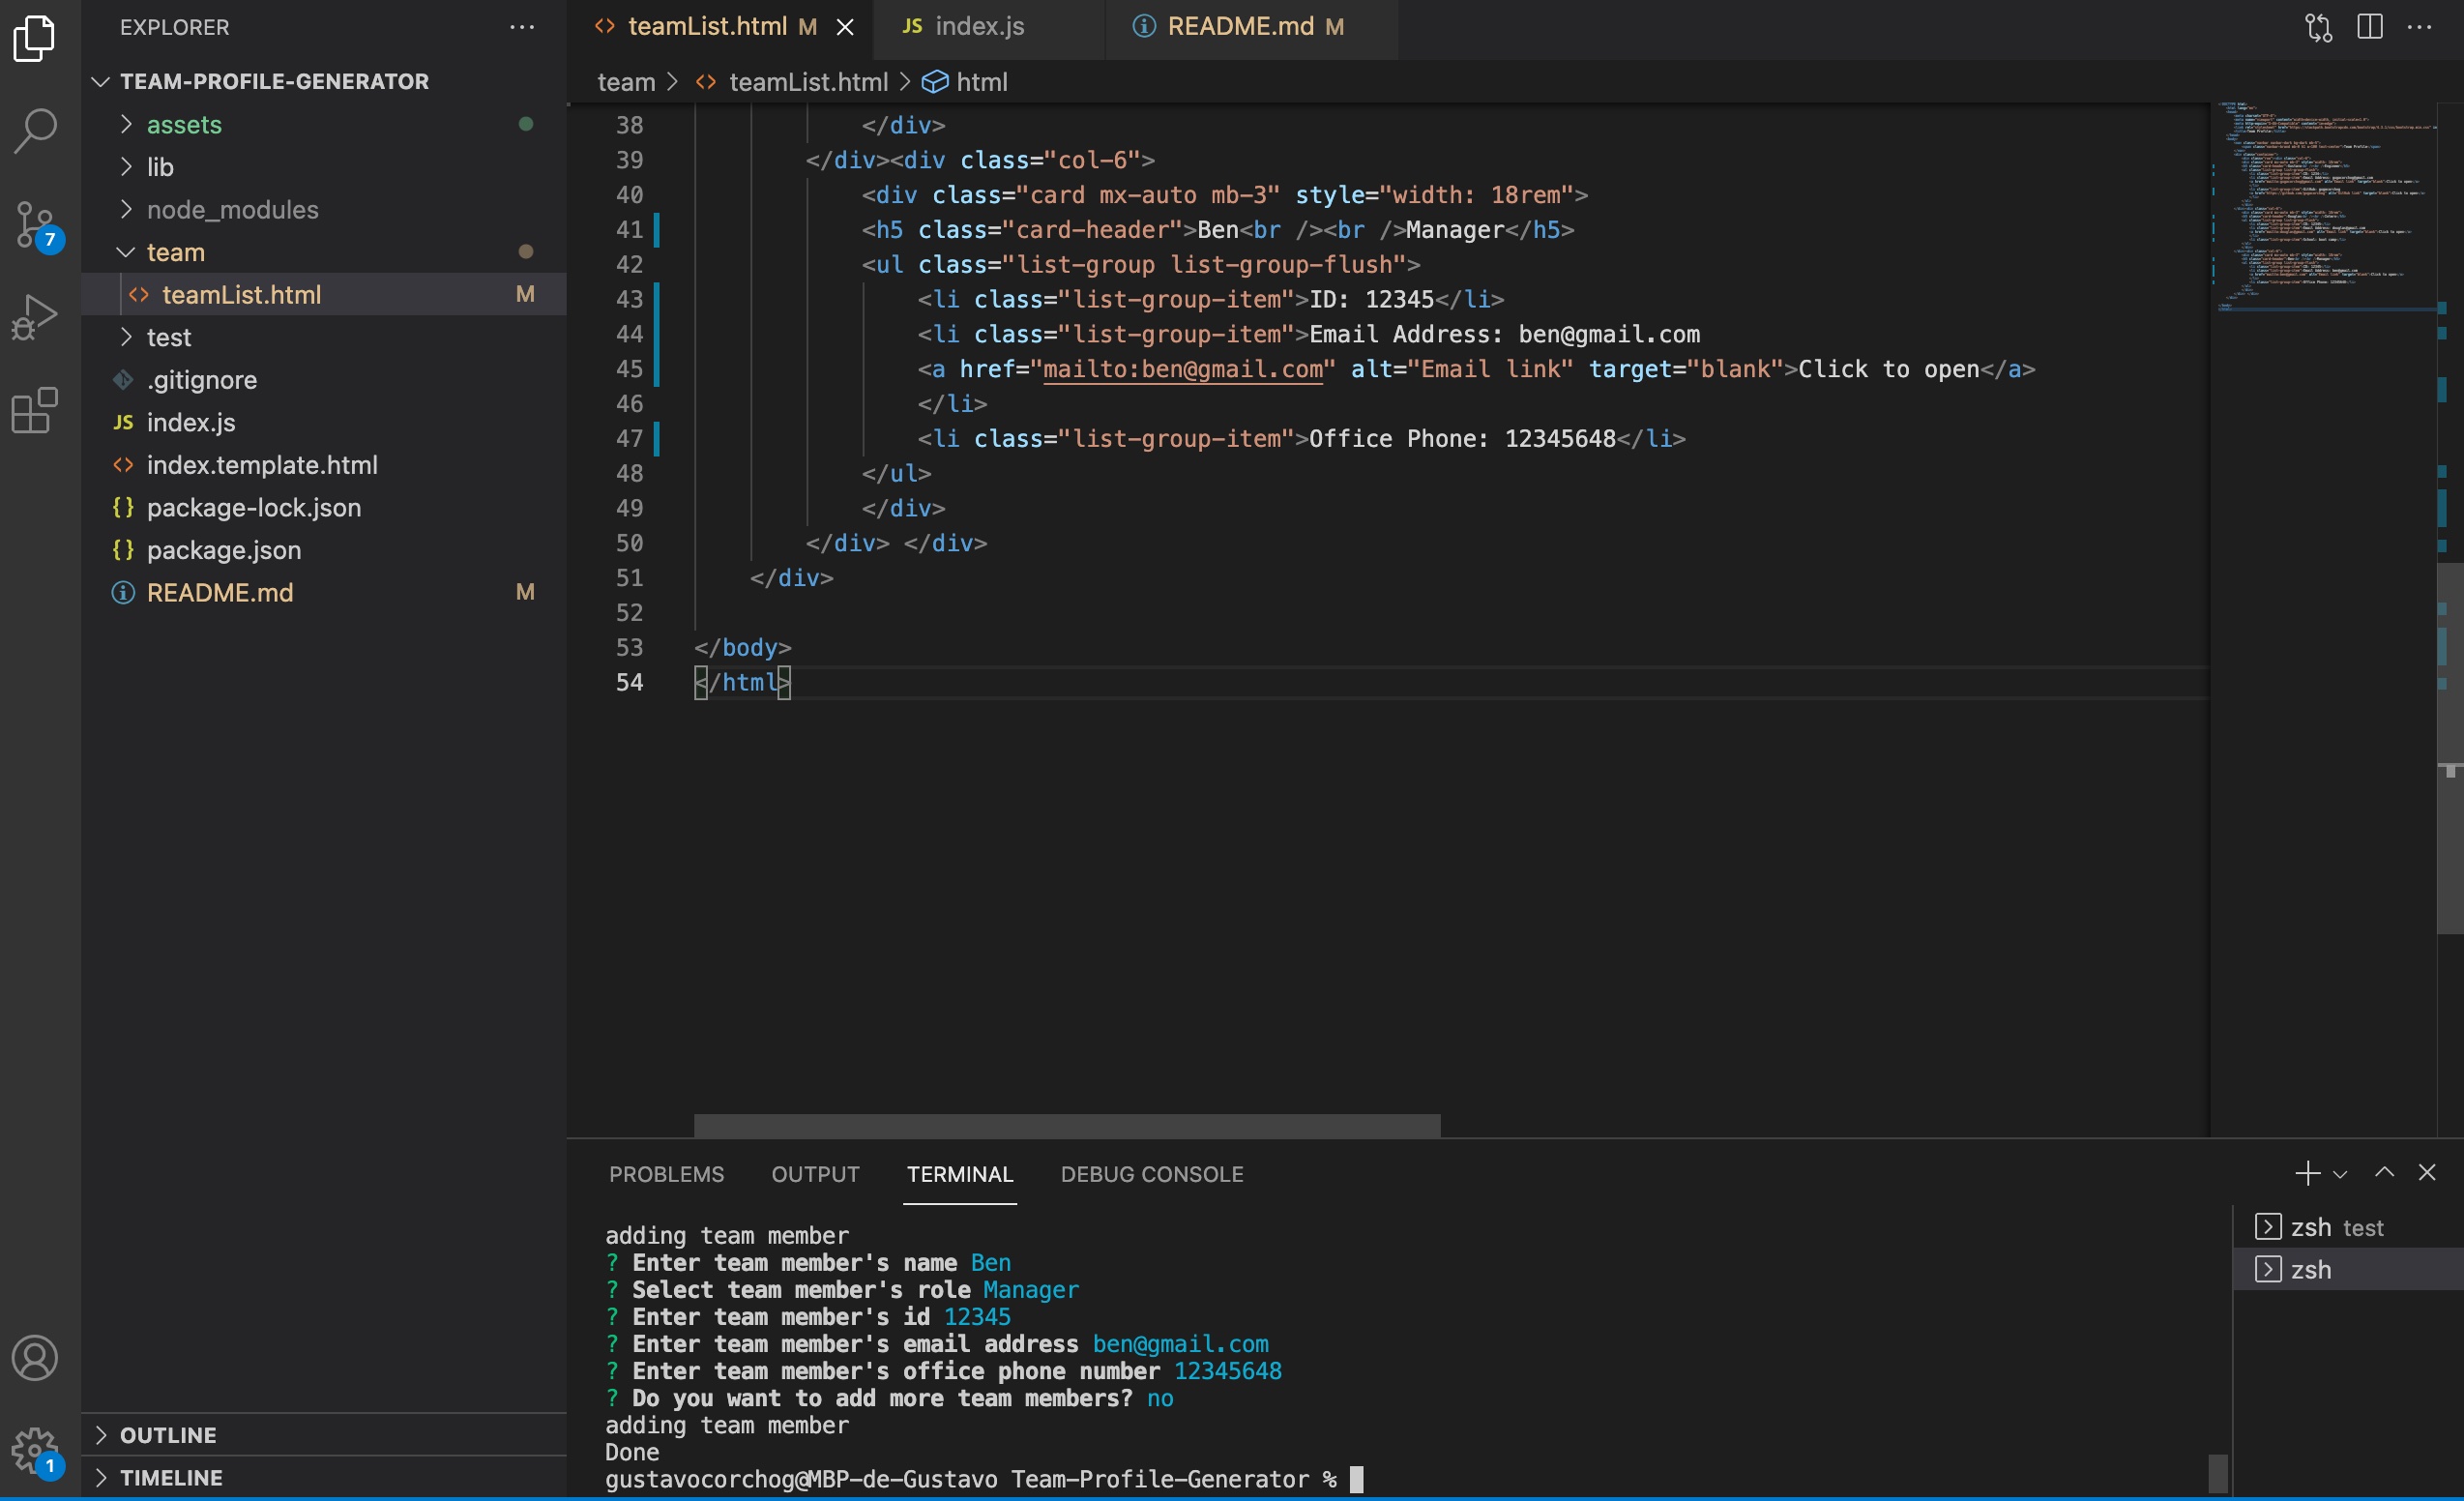 EXPLORER
TEAM-PROFILE-GENERATOR
assets
lib
node_modules
team
teamList.html M
test
.gitignore
JS index.js
index.template.html
{} package-lock.json
{} package.json
README.md M
OUTLINE
TIMELINE
7
1
teamList.html M
JS index.js
README.md M
team > teamList.html > html
38 </div>
39 </div><div class="col-6">
40 <div class="card mx-auto mb-3" style="width: 18rem">
41 <h5 class="card-header">Ben<br /><br />Manager</h5>
42 <ul class="list-group list-group-flush">
43 <li class="list-group-item">ID: 12345</li>
44 <li class="list-group-item">Email Address: ben@gmail.com
45 <a href="mailto:ben@gmail.com" alt="Email link" target="blank">Click to open</a>
46 </li>
47 <li class="list-group-item">Office Phone: 12345648</li>
48 </ul>
49 </div>
50 </div> </div>
51 </div>
52
53 </body>
54 </html>
PROBLEMS OUTPUT TERMINAL DEBUG CONSOLE
adding team member
? Enter team member's name Ben
? Select team member's role Manager
? Enter team member's id 12345
? Enter team member's email address ben@gmail.com
? Enter team member's office phone number 12345648
? Do you want to add more team members? no
adding team member
Done
gustavocorchog@MBP-de-Gustavo Team-Profile-Generator %
zsh test
zsh